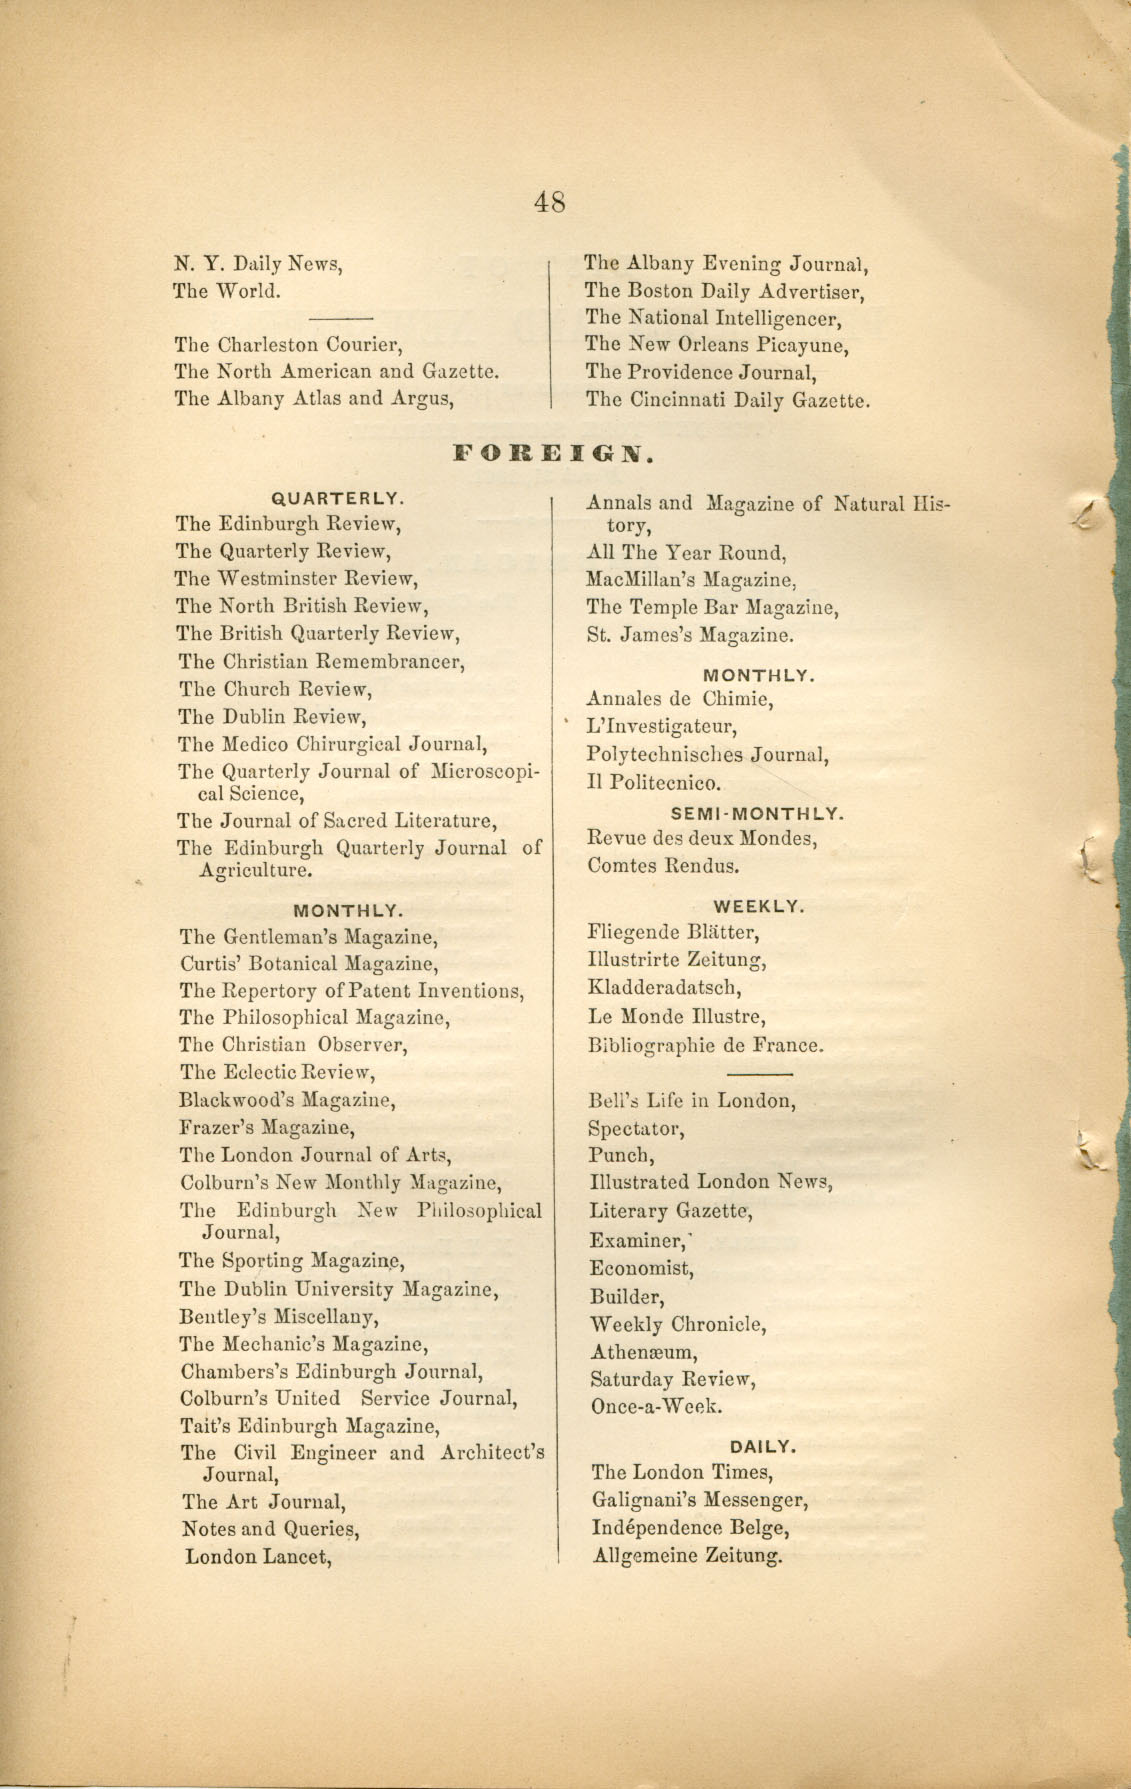 48
N. Y. Daily News,
The World.
The Charleston Courier,
The North American and Gazette.
The Albany Atlas and Argus,
The Albany Evening Journal,
The Boston Daily Advertiser,
The National Intelligencer,
The New Orleans Picayune,
The Providence Journal,
The Cincinnati Daily Gazette.
FOREIGN.
QUARTERLY.
The Edinburgh Review,
The Quarterly Review,
The Westminster Review,
The North British Review,
The British Quarterly Review,
The Christian Remembrancer,
The Church Review,
The Dublin Review,
The Medico Chirurgical Journal,
The Quarterly Journal of Microscopi-
cal Science,
The Journal of Sacred Literature,
The Edinburgh Quarterly Journal of
Agriculture.
MONTHLY.
The Gentleman's Magazine,
Curtis' Botanical Magazine,
The Repertory of Patent Inventions,
The Philosophical Magazine,
The Christian Observer,
The Eclectic Review,
Blackwood's Magazine,
Frazer's Magazine,
The London Journal of Arts,
Colburn's New Monthly Magazine,
The Edinburgh New Philosophical
Journal,
The Sporting Magazine,
The Dublin University Magazine,
Bentley's Miscellany,
The Mechanic's Magazine,
Chambers's Edinburgh Journal,
Colburn's United Service Journal,
Tait's Edinburgh Magazine,
The Civil Engineer and Architect's
Journal,
The Art Journal,
Notes and Queries,
London Lancet,
Annals and Magazine of Natural His-
tory,
All The Year Round,
MacMillan's Magazine,
The Temple Bar Magazine,
St. James's Magazine.
MONTHLY.
Annales de Chimie,
L'Investigateur,
Polytechnisches Journal,
Il Politecnico.
SEMI-MONTHLY.
Revue des deux Mondes,
Comtes Rendus.
WEEKLY.
Fliegende Blätter,
Illustrirte Zeitung,
Kladderadatsch,
Le Monde Illustre,
Bibliographie de France.
Bell's Life in London,
Spectator,
Punch,
Illustrated London News,
Literary Gazette,
Examiner,
Economist,
Builder,
Weekly Chronicle,
Athenæum,
Saturday Review,
Once-a-Week.
DAILY.
The London Times,
Galignani's Messenger,
Indépendence Belge,
Allgemeine Zeitung.